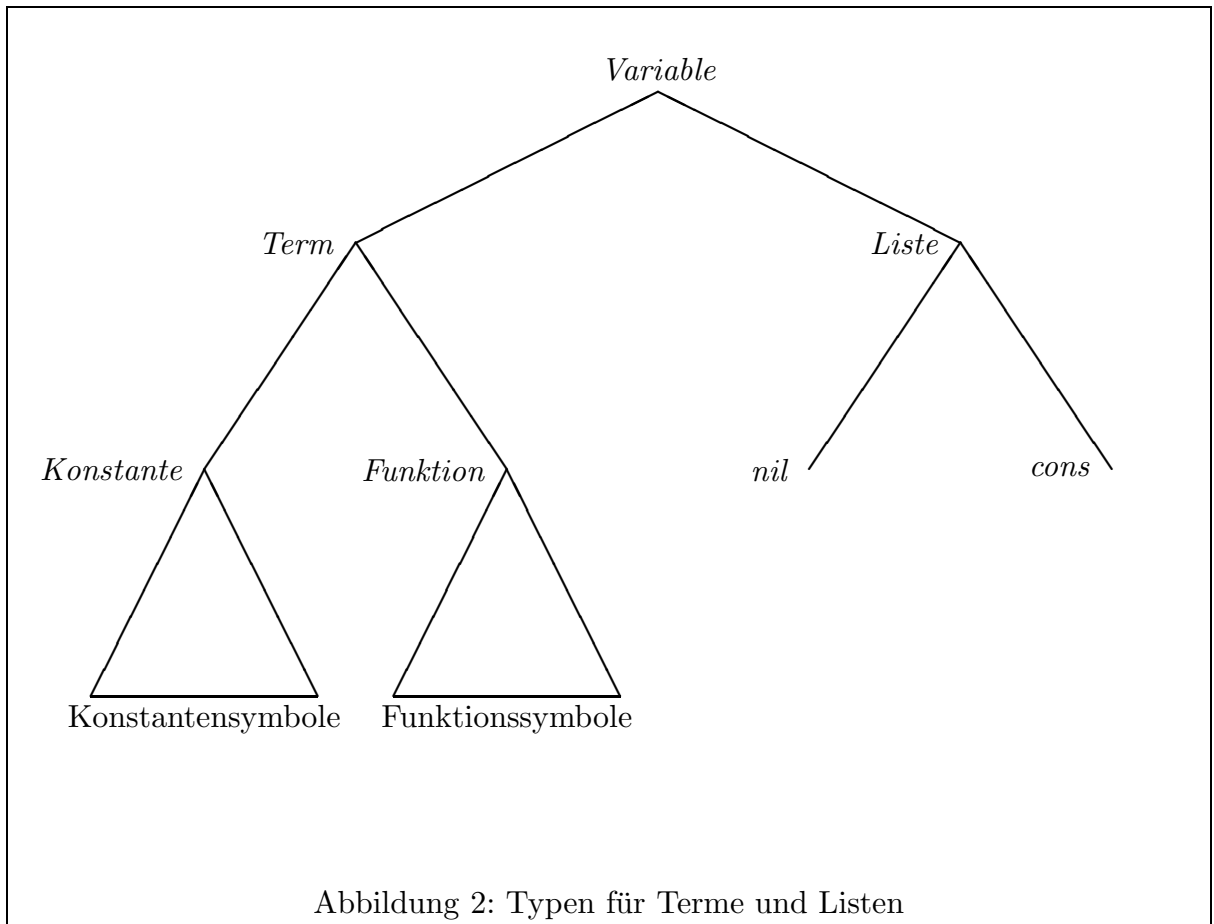 Variable
Term Liste
Konstante Funktion nil cons
Konstantensymbole Funktionssymbole
Abbildung 2: Typen für Terme und Listen